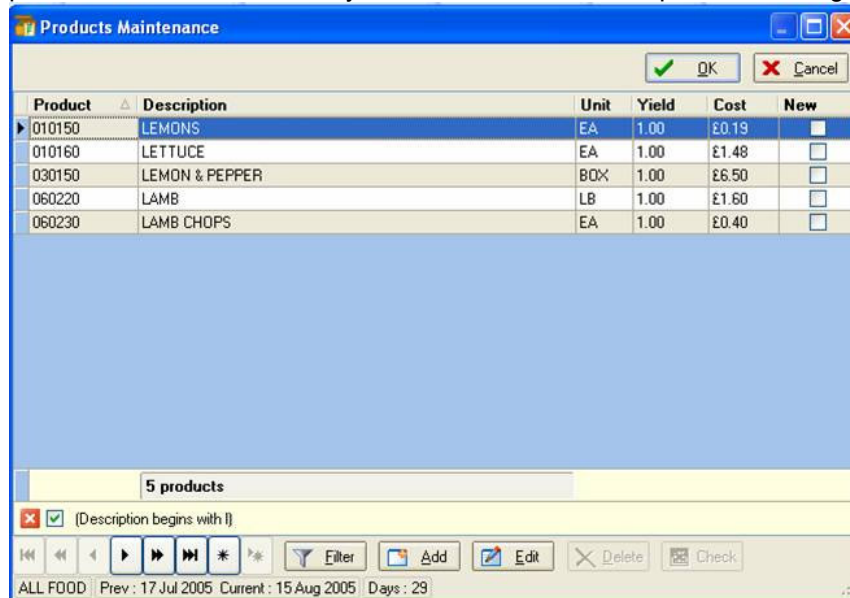 Products Maintenance
OK Cancel
Product Description Unit Yield Cost New
010150 LEMONS EA 1.00 £0.19
010160 LETTUCE EA 1.00 £1.48
030150 LEMON & PEPPER BOX 1.00 £6.50
060220 LAMB LB 1.00 £1.60
060230 LAMB CHOPS EA 1.00 £0.40
5 products
(Description begins with l)
Filter Add Edit Delete Check
ALL FOOD Prev : 17 Jul 2005 Current : 15 Aug 2005 Days : 29